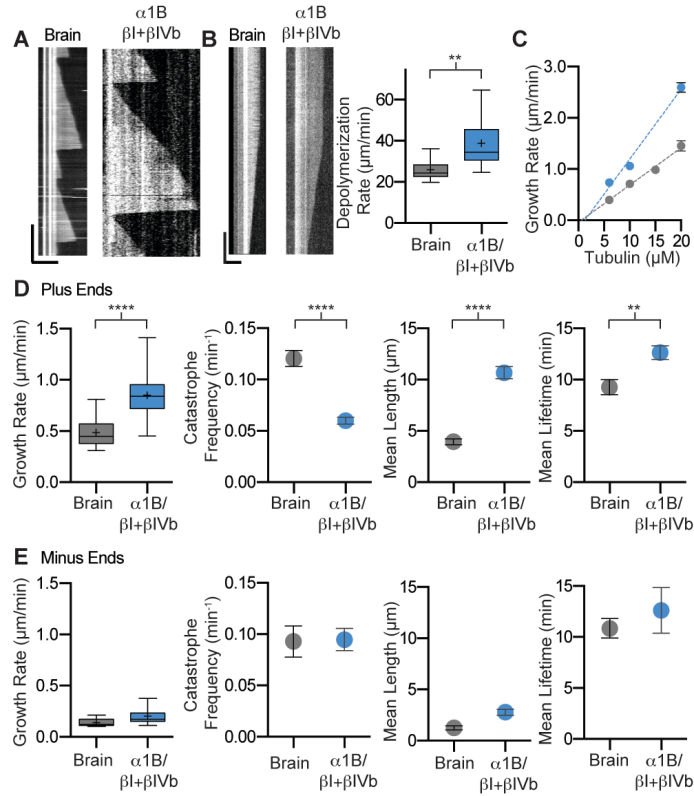 A
Brain
α1B
βI+βIVb
B
Brain
α1B
βI+βIVb
Depolymerization
Rate (μm/min)
60
40
20
0
**
Brain
α1B/
βI+βIVb
C
Growth Rate (μm/min)
3.0
2.0
1.0
0.0
0
5
10
15
20
Tubulin (μM)
D
Plus Ends
Growth Rate (μm/min)
1.5
1.0
0.5
0.0
****
Brain
α1B/
βI+βIVb
Catastrophe
Frequency (min⁻¹)
0.15
0.10
0.05
0.00
****
Brain
α1B/
βI+βIVb
Mean Length (μm)
15
10
5
0
****
Brain
α1B/
βI+βIVb
Mean Lifetime (min)
15
10
5
0
**
Brain
α1B/
βI+βIVb
E
Minus Ends
Growth Rate (μm/min)
1.5
1.0
0.5
0.0
Brain
α1B/
βI+βIVb
Catastrophe
Frequency (min⁻¹)
0.15
0.10
0.05
0.00
Brain
α1B/
βI+βIVb
Mean Length (μm)
15
10
5
0
Brain
α1B/
βI+βIVb
Mean Lifetime (min)
15
10
5
0
Brain
α1B/
βI+βIVb